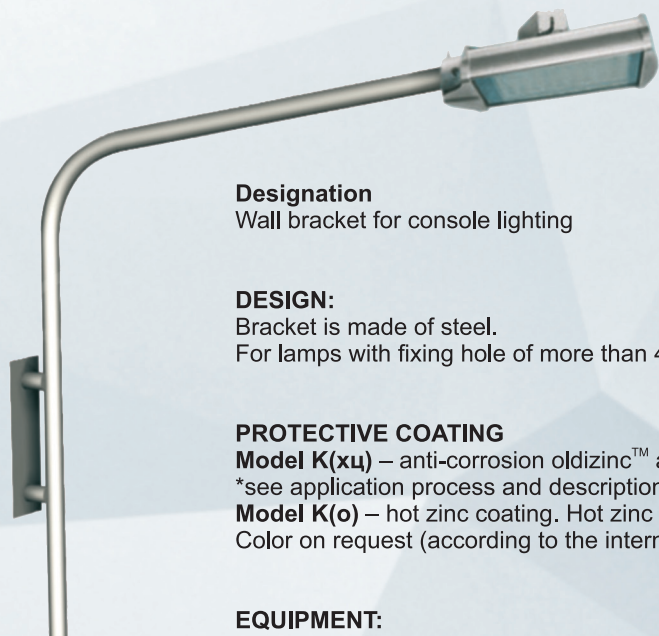 Designation
Wall bracket for console lighting
DESIGN:
Bracket is made of steel.
For lamps with fixing hole of more than 4
PROTECTIVE COATING
Model K(хц) – anti-corrosion oldizinc™ a
*see application process and description
Model K(o) – hot zinc coating. Hot zinc
Color on request (according to the intern
EQUIPMENT: